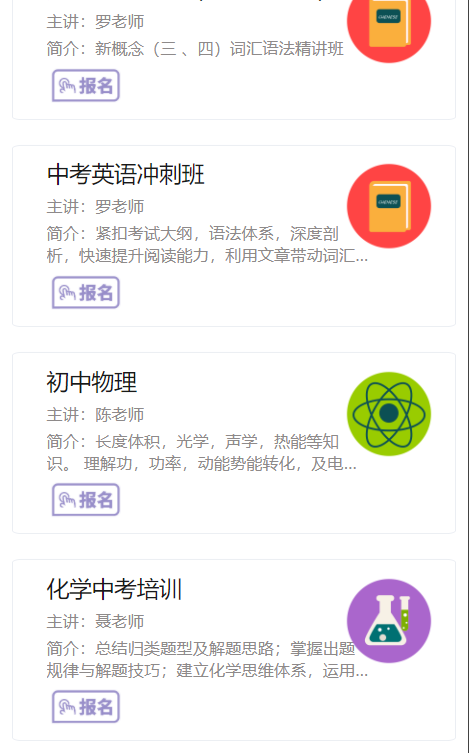 主讲：罗老师
简介：新概念（三 、四）词汇语法精讲班
报名
中考英语冲刺班
主讲：罗老师
简介：紧扣考试大纲，语法体系，深度剖
析，快速提升阅读能力，利用文章带动词汇...
报名
初中物理
主讲：陈老师
简介：长度体积，光学，声学，热能等知
识。 理解功，功率，动能势能转化，及电...
报名
化学中考培训
主讲：聂老师
简介：总结归类题型及解题思路；掌握出题
规律与解题技巧；建立化学思维体系，运用...
报名